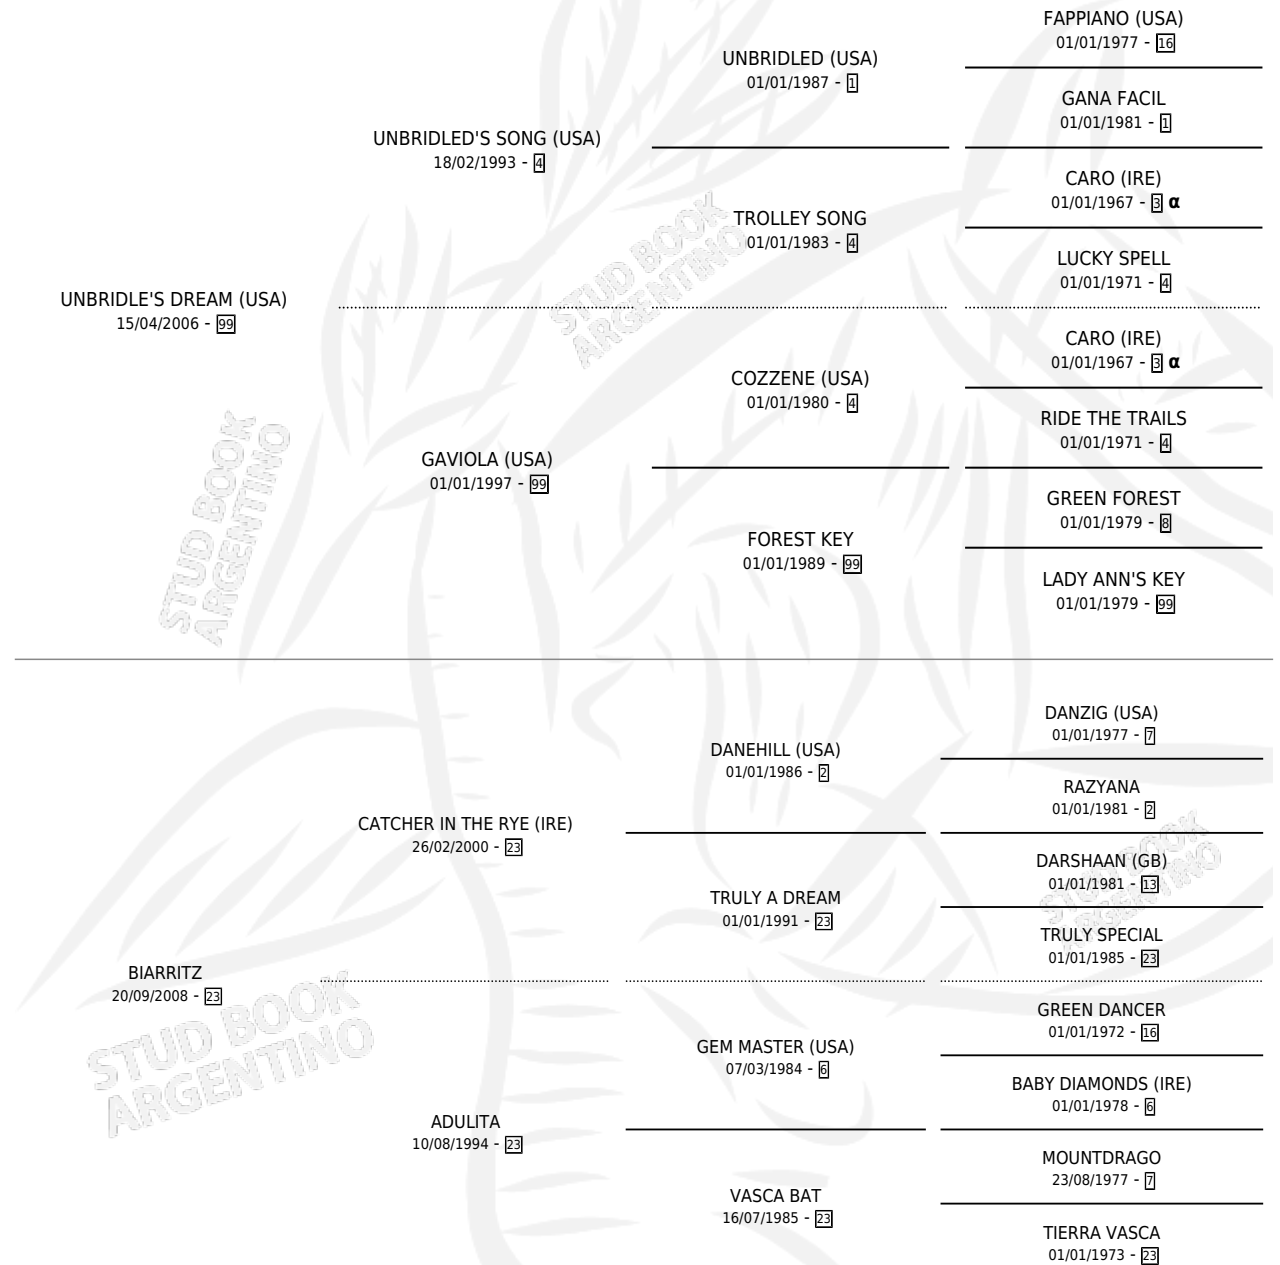 FAPPIANO (USA)
01/01/1977 - 16
UNBRIDLED (USA)
01/01/1987 - 1
GANA FACIL
01/01/1981 - 1
UNBRIDLED'S SONG (USA)
18/02/1993 - 4
CARO (IRE)
01/01/1967 - 3 α
TROLLEY SONG
01/01/1983 - 4
LUCKY SPELL
01/01/1971 - 4
UNBRIDLE'S DREAM (USA)
15/04/2006 - 99
STUD BOOK
ARGENTINO
CARO (IRE)
01/01/1967 - 3 α
COZZENE (USA)
01/01/1980 - 4
RIDE THE TRAILS
01/01/1971 - 4
GAVIOLA (USA)
01/01/1997 - 99
GREEN FOREST
01/01/1979 - 8
FOREST KEY
01/01/1989 - 99
LADY ANN'S KEY
01/01/1979 - 99
STUD BOOK
ARGENTINO
DANZIG (USA)
01/01/1977 - 7
DANEHILL (USA)
01/01/1986 - 2
RAZYANA
01/01/1981 - 2
CATCHER IN THE RYE (IRE)
26/02/2000 - 23
DARSHAAN (GB)
01/01/1981 - 13
STUD BOOK
ARGENTINO
TRULY A DREAM
01/01/1991 - 23
TRULY SPECIAL
01/01/1985 - 23
BIARRITZ
20/09/2008 - 23
STUD BOOK
ARGENTINO
GREEN DANCER
01/01/1972 - 16
GEM MASTER (USA)
07/03/1984 - 6
BABY DIAMONDS (IRE)
01/01/1978 - 6
ADULITA
10/08/1994 - 23
MOUNTDRAGO
23/08/1977 - 7
VASCA BAT
16/07/1985 - 23
TIERRA VASCA
01/01/1973 - 23